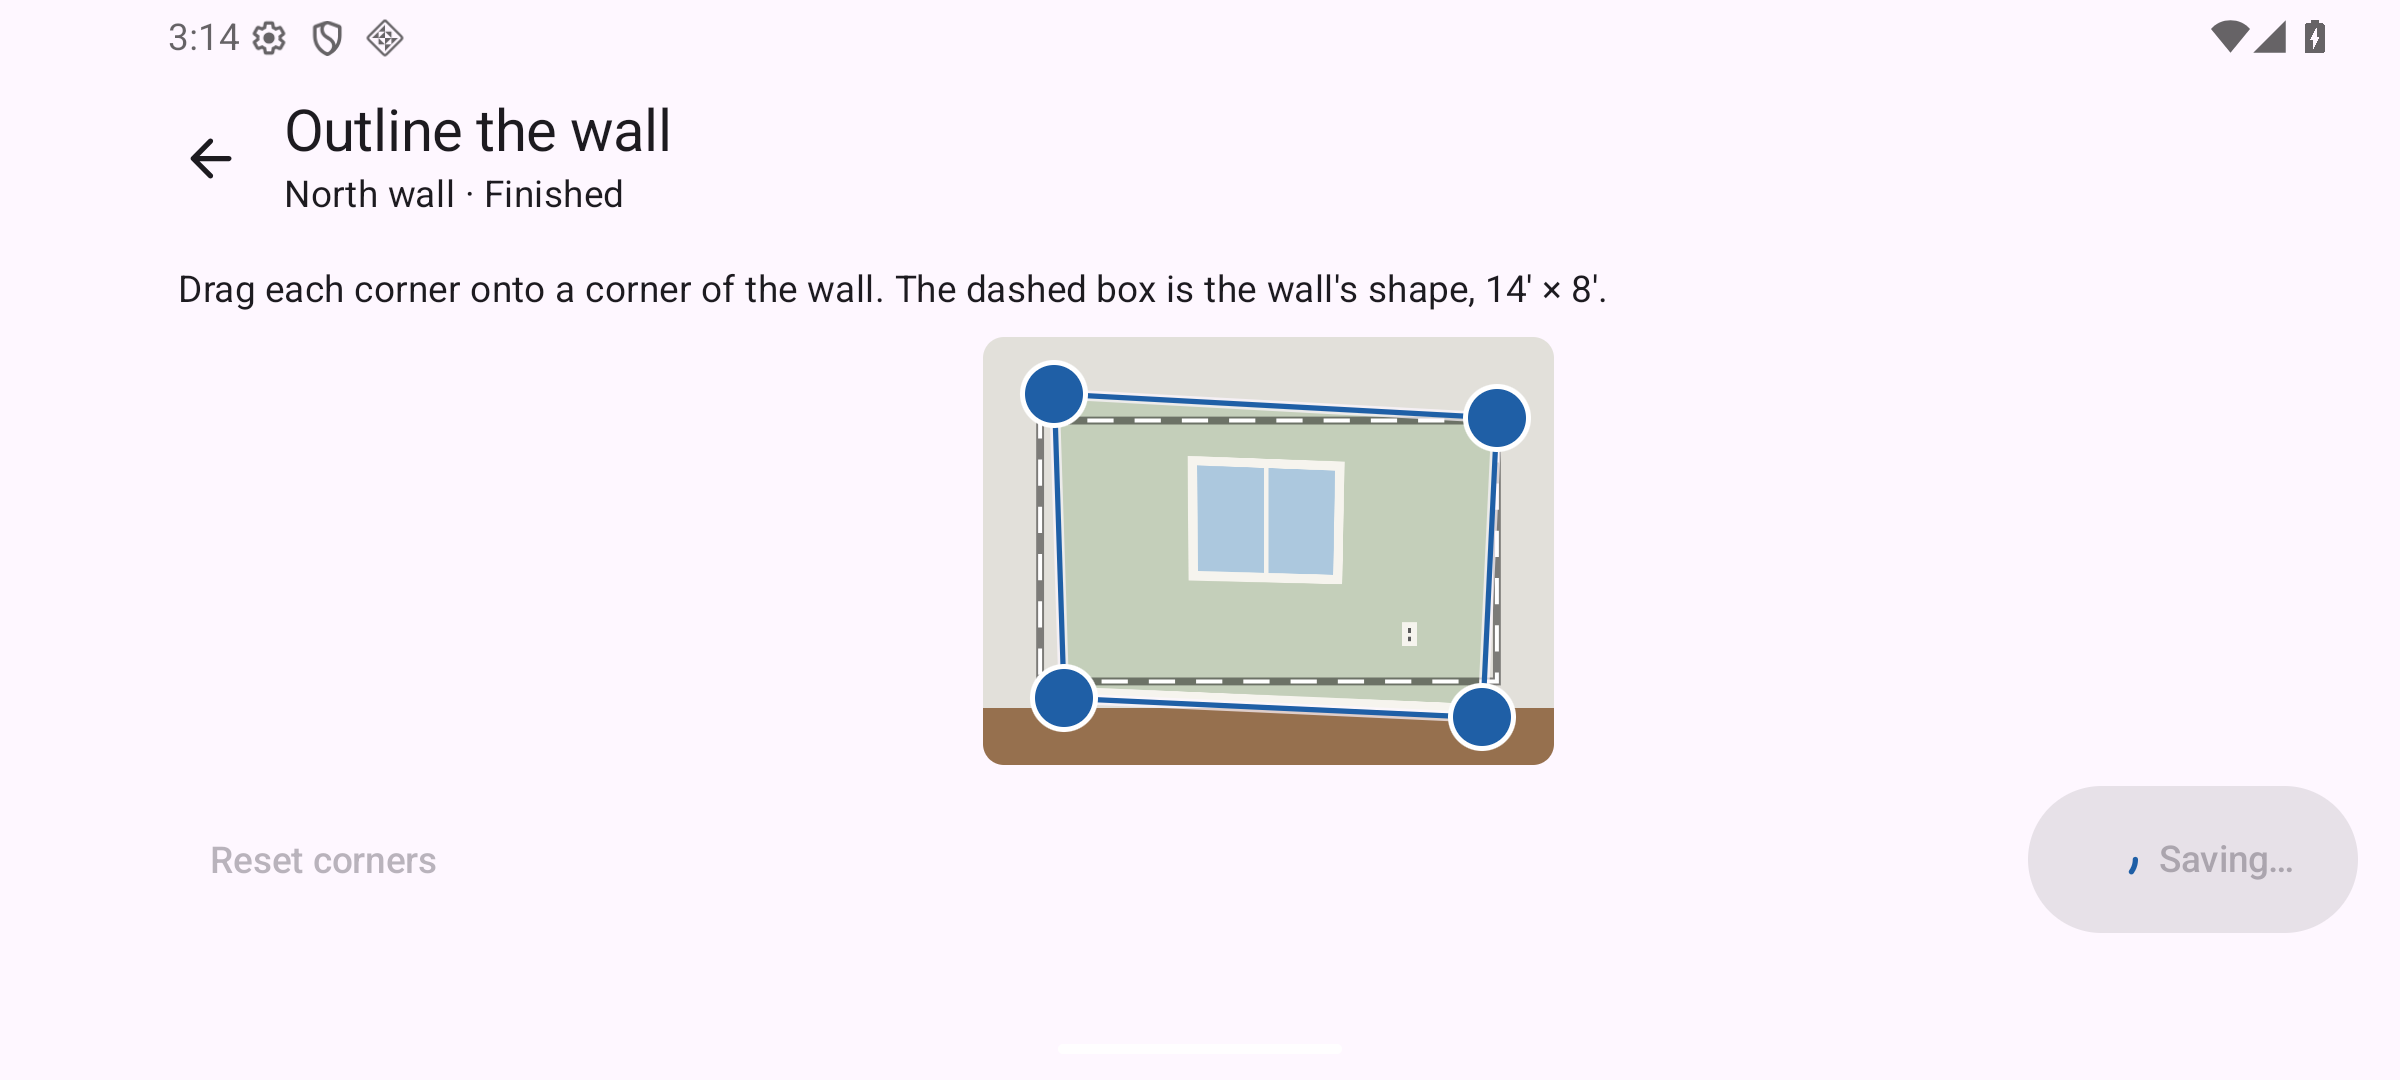 3:14
Outline the wall
North wall · Finished
Drag each corner onto a corner of the wall. The dashed box is the wall's shape, 14' × 8'.
Reset corners
Saving…